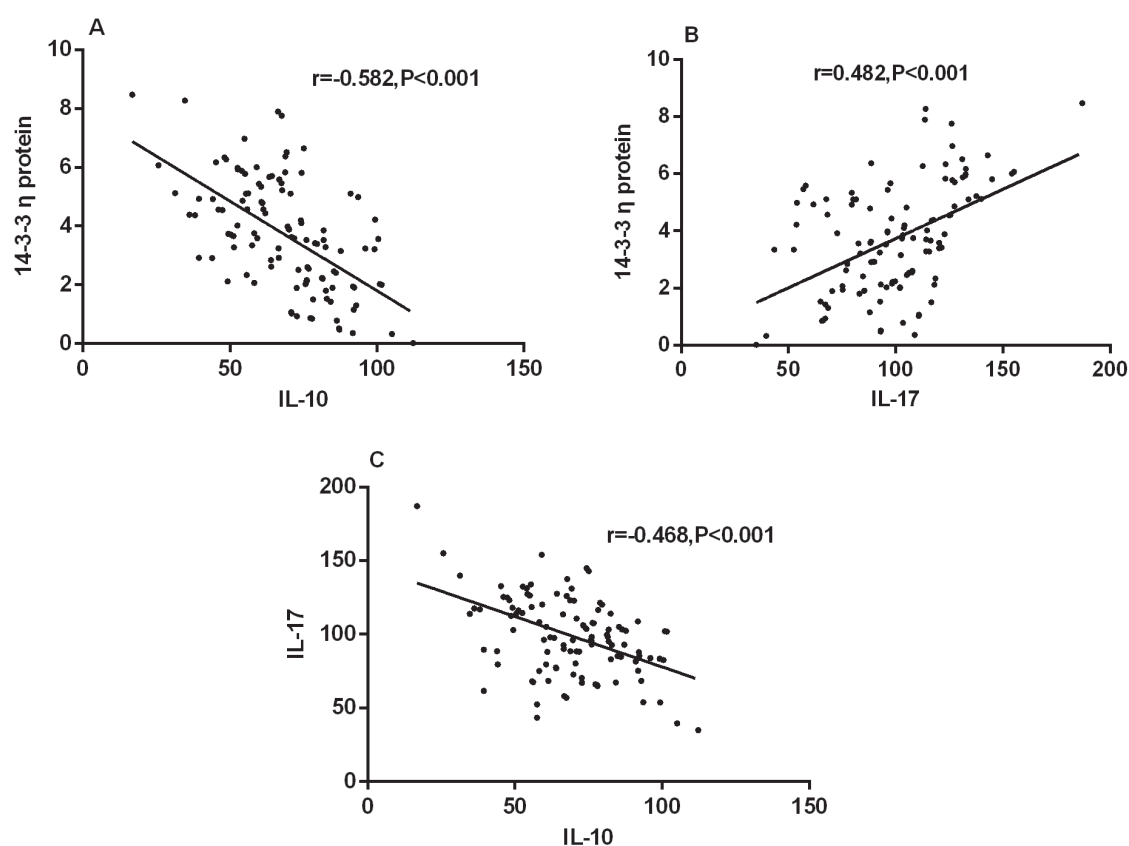 A
10
8
6
4
2
0
14-3-3 η protein
r=-0.582,P<0.001
0 50 100 150
IL-10
B
10
8
6
4
2
0
14-3-3 η protein
r=0.482,P<0.001
0 50 100 150 200
IL-17
C
200
150
100
50
0
IL-17
r=-0.468,P<0.001
0 50 100 150
IL-10